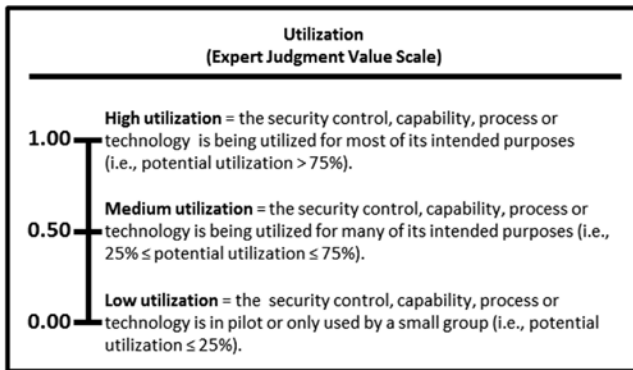 Utilization
(Expert Judgment Value Scale)
High utilization = the security control, capability, process or
1.00 technology is being utilized for most of its intended purposes
(i.e., potential utilization > 75%).
Medium utilization = the security control, capability, process or
0.50 technology is being utilized for many of its intended purposes (i.e.,
25% ≤ potential utilization ≤ 75%).
Low utilization = the security control, capability, process or
0.00 technology is in pilot or only used by a small group (i.e., potential
utilization ≤ 25%).